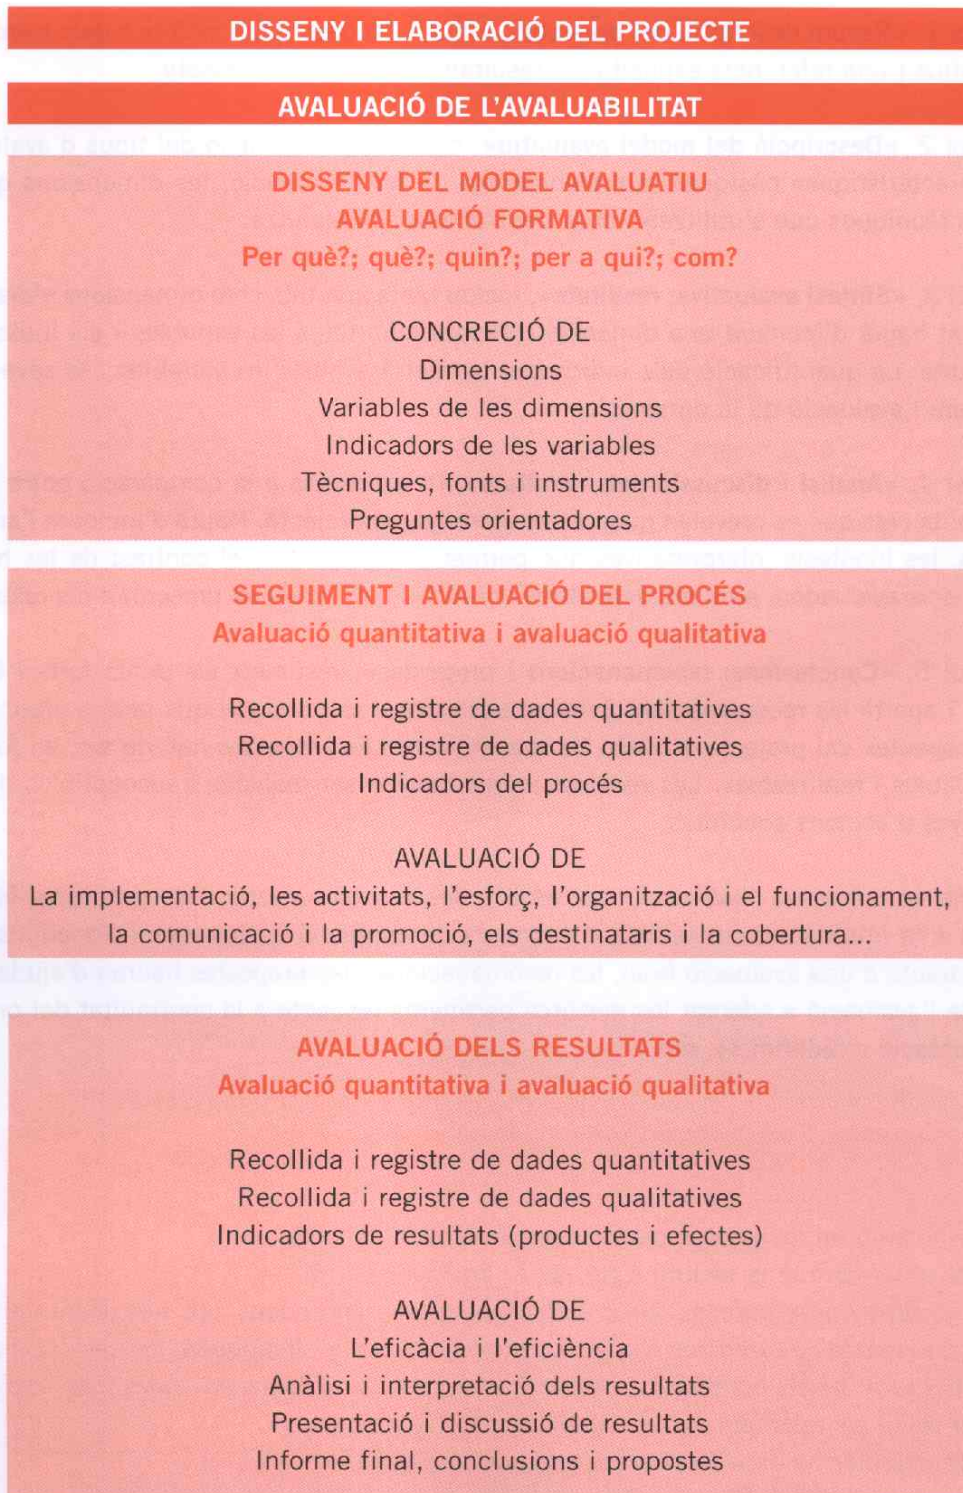 DISSENY I ELABORACIÓ DEL PROJECTE
AVALUACIÓ DE L'AVALUABILITAT
DISSENY DEL MODEL AVALUATIU
AVALUACIÓ FORMATIVA
Per què?; què?; quin?; per a qui?; com?
CONCRECIÓ DE
Dimensions
Variables de les dimensions
Indicadors de les variables
Tècniques, fonts i instruments
Preguntes orientadores
SEGUIMENT I AVALUACIÓ DEL PROCÉS
Avaluació quantitativa i avaluació qualitativa
Recollida i registre de dades quantitatives
Recollida i registre de dades qualitatives
Indicadors del procés
AVALUACIÓ DE
La implementació, les activitats, l'esforç, l'organització i el funcionament,
la comunicació i la promoció, els destinataris i la cobertura...
AVALUACIÓ DELS RESULTATS
Avaluació quantitativa i avaluació qualitativa
Recollida i registre de dades quantitatives
Recollida i registre de dades qualitatives
Indicadors de resultats (productes i efectes)
AVALUACIÓ DE
L'eficàcia i l'eficiència
Anàlisi i interpretació dels resultats
Presentació i discussió de resultats
Informe final, conclusions i propostes